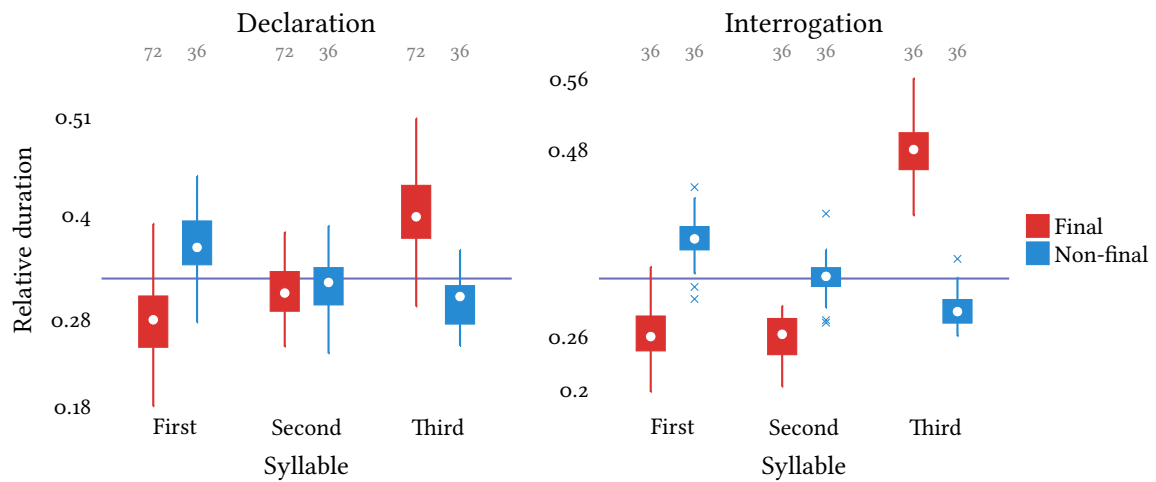 Declaration
Interrogation
72 36 72 36 72 36
36 36 36 36 36 36
Relative duration
0.51
0.4
0.28
0.18
0.56
0.48
0.26
0.2
Final
Non-final
First Second Third
First Second Third
Syllable
Syllable